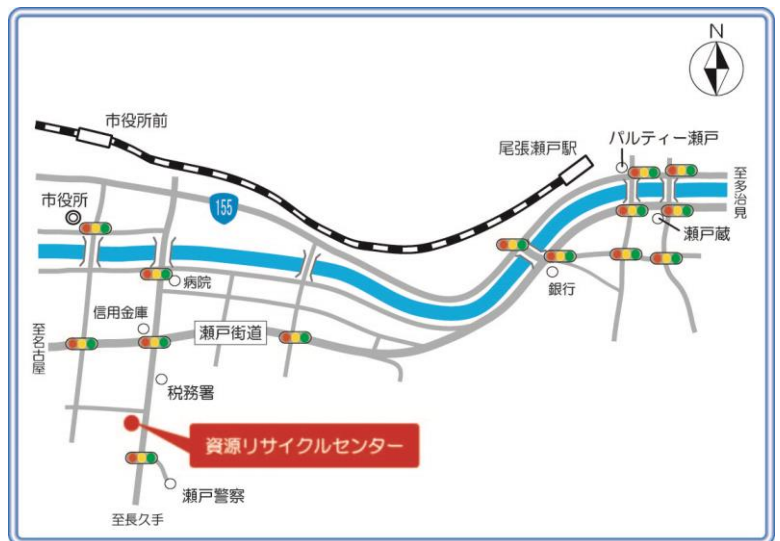 N
市役所前
尾張瀬戸駅
パルティー瀬戸
至多治見
市役所
155
瀬戸蔵
病院
銀行
信用金庫
瀬戸街道
至名古屋
税務署
資源リサイクルセンター
瀬戸警察
至長久手